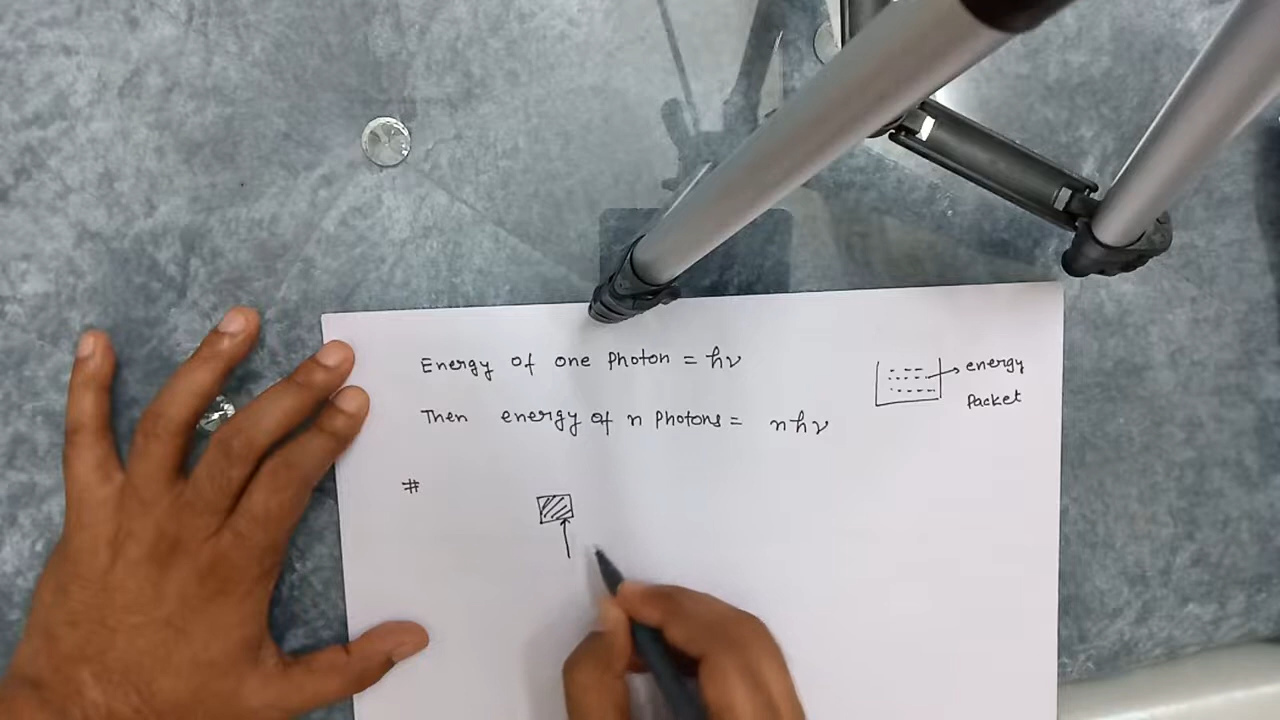 Energy of one Photon = hν
Then energy of n Photons = nhν
energy
Packet
#